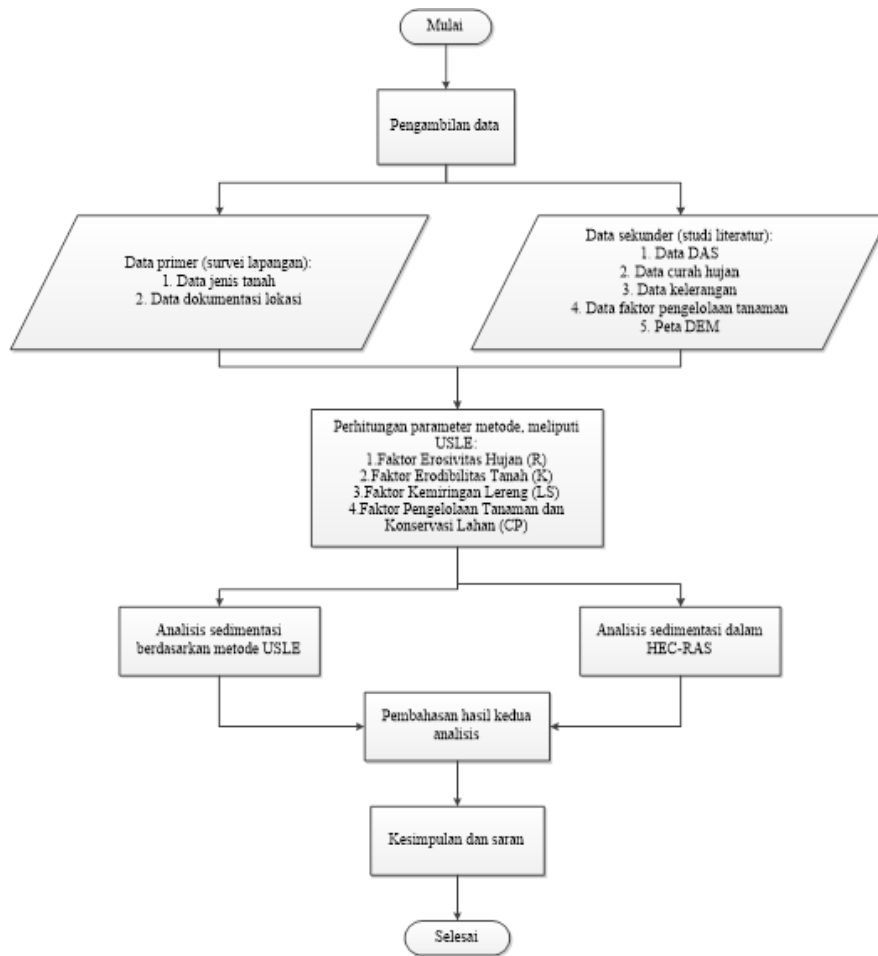 Mulai
Pengambilan data
Data primer (survei lapangan):
1. Data jenis tanah
2. Data dokumentasi lokasi
Data sekunder (studi literatur):
1. Data DAS
2. Data curah hujan
3. Data kelerangan
4. Data faktor pengelolaan tanaman
5. Peta DEM
Perhitungan parameter metode, meliputi
USLE:
1.Faktor Erosivitas Hujan (R)
2.Faktor Erodibilitas Tanah (K)
3.Faktor Kemiringan Lereng (LS)
4.Faktor Pengelolaan Tanaman dan
Konservasi Lahan (CP)
Analisis sedimentasi
berdasarkan metode USLE
Analisis sedimentasi dalam
HEC-RAS
Pembahasan hasil kedua
analisis
Kesimpulan dan saran
Selesai